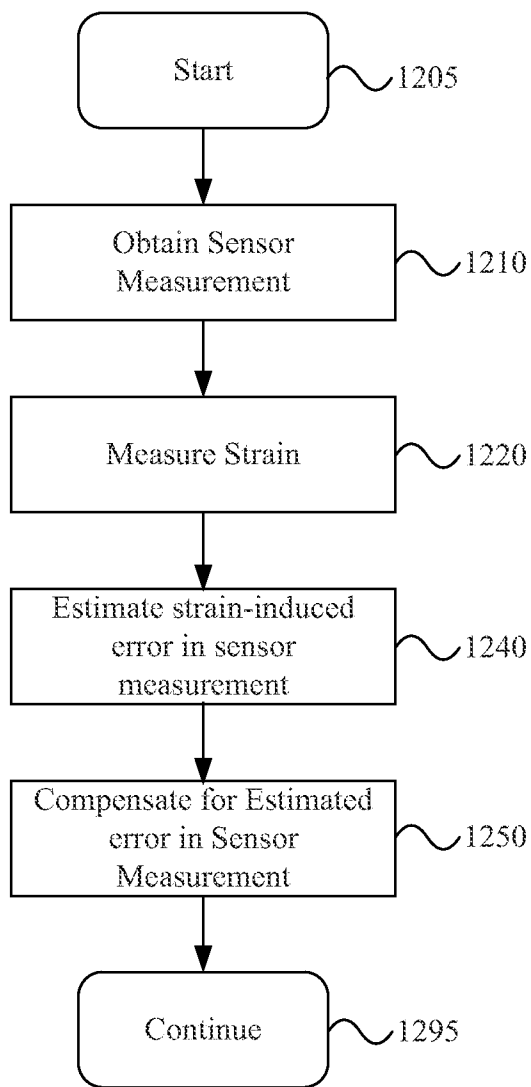 Start
1205
Obtain Sensor
Measurement
1210
Measure Strain
1220
Estimate strain-induced
error in sensor
measurement
1240
Compensate for Estimated
error in Sensor
Measurement
1250
Continue
1295